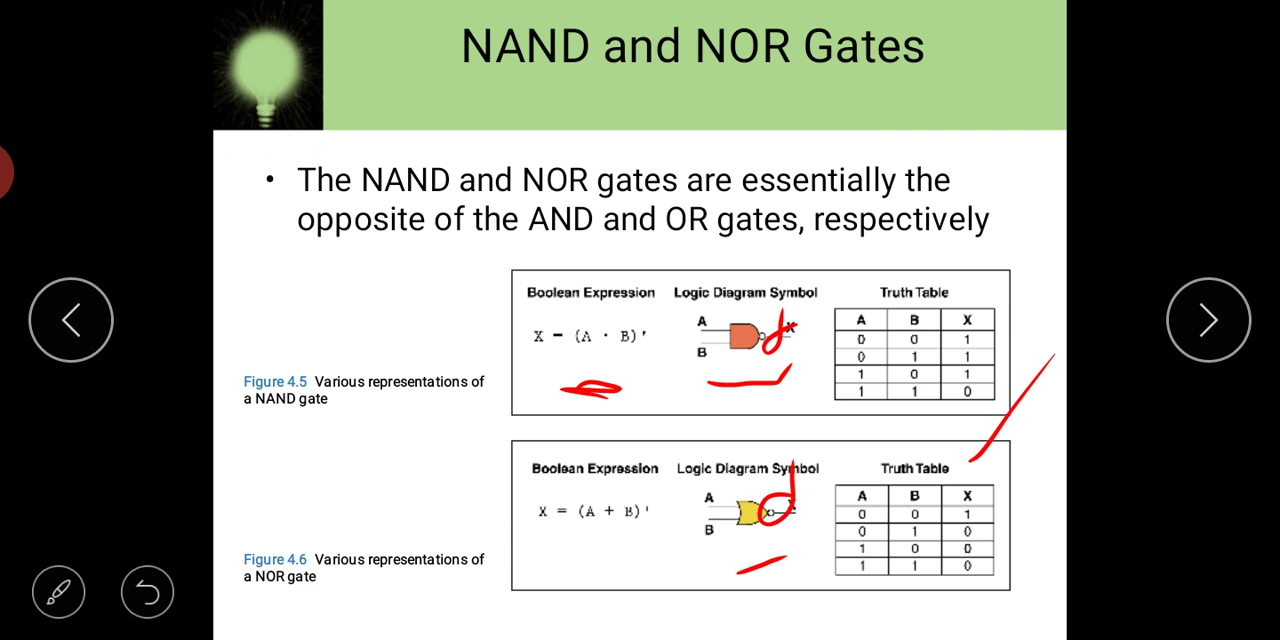 NAND and NOR Gates
• The NAND and NOR gates are essentially the
opposite of the AND and OR gates, respectively
Boolean Expression Logic Diagram Symbol Truth Table
X = (A · B)'
A
B
X
A B X
0 0 1
0 1 1
1 0 1
1 1 0
Figure 4.5 Various representations of
a NAND gate
Boolean Expression Logic Diagram Symbol Truth Table
X = (A + B)'
A
B
X
A B X
0 0 1
0 1 0
1 0 0
1 1 0
Figure 4.6 Various representations of
a NOR gate